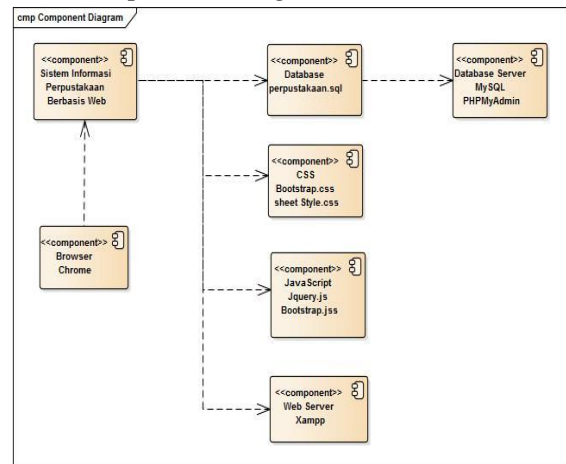 cmp Component Diagram
<<component>>
Sistem Informasi
Perpustakaan
Berbasis Web
<<component>>
Database
perpustakaan.sql
<<component>>
Database Server
MySQL
PHPMyAdmin
<<component>>
CSS
Bootstrap.css
sheet Style.css
<<component>>
Browser
Chrome
<<component>>
JavaScript
Jquery.js
Bootstrap.jss
<<component>>
Web Server
Xampp